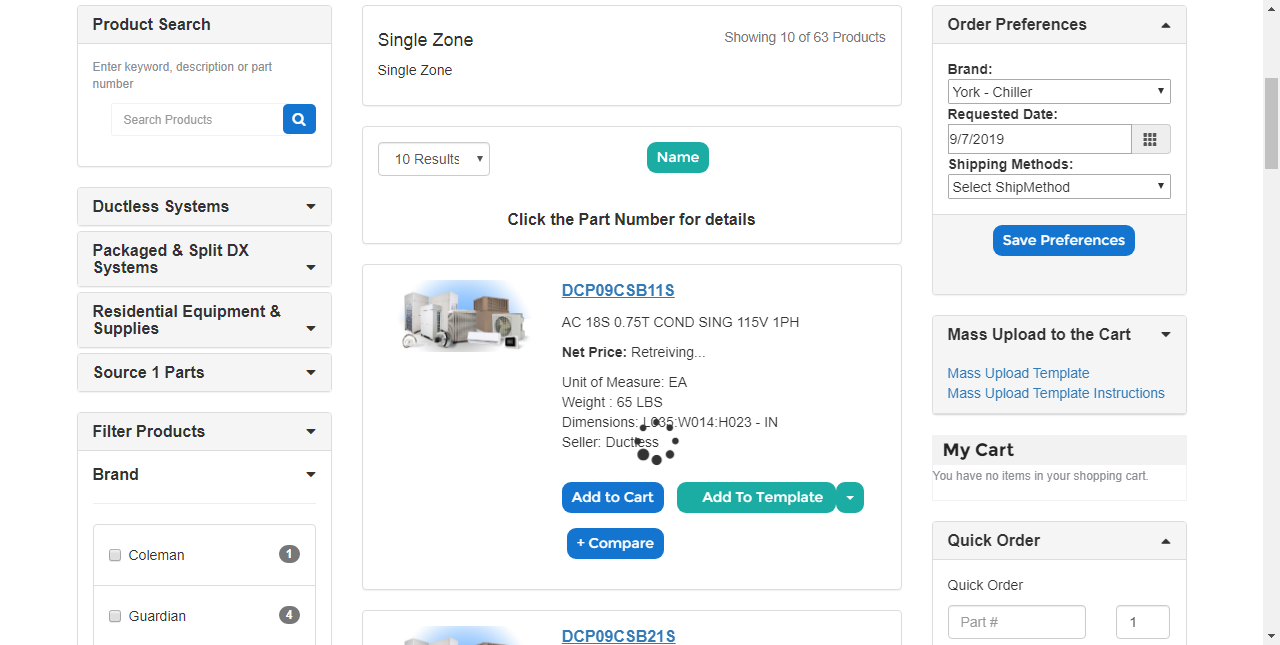 Product Search
Enter keyword, description or part
number
Search Products
Ductless Systems
Packaged & Split DX
Systems
Residential Equipment &
Supplies
Source 1 Parts
Filter Products
Brand
Coleman
1
Guardian
4
Single Zone
Showing 10 of 63 Products
Single Zone
10 Results
Name
Click the Part Number for details
DCP09CSB11S
AC 18S 0.75T COND SING 115V 1PH
Net Price: Retreiving...
Unit of Measure: EA
Weight : 65 LBS
Dimensions: L035:W014:H023 - IN
Seller: Ductless
Add to Cart
Add To Template
+ Compare
DCP09CSB21S
Order Preferences
Brand:
York - Chiller
Requested Date:
9/7/2019
Shipping Methods:
Select ShipMethod
Save Preferences
Mass Upload to the Cart
Mass Upload Template
Mass Upload Template Instructions
My Cart
You have no items in your shopping cart.
Quick Order
Quick Order
Part #
1